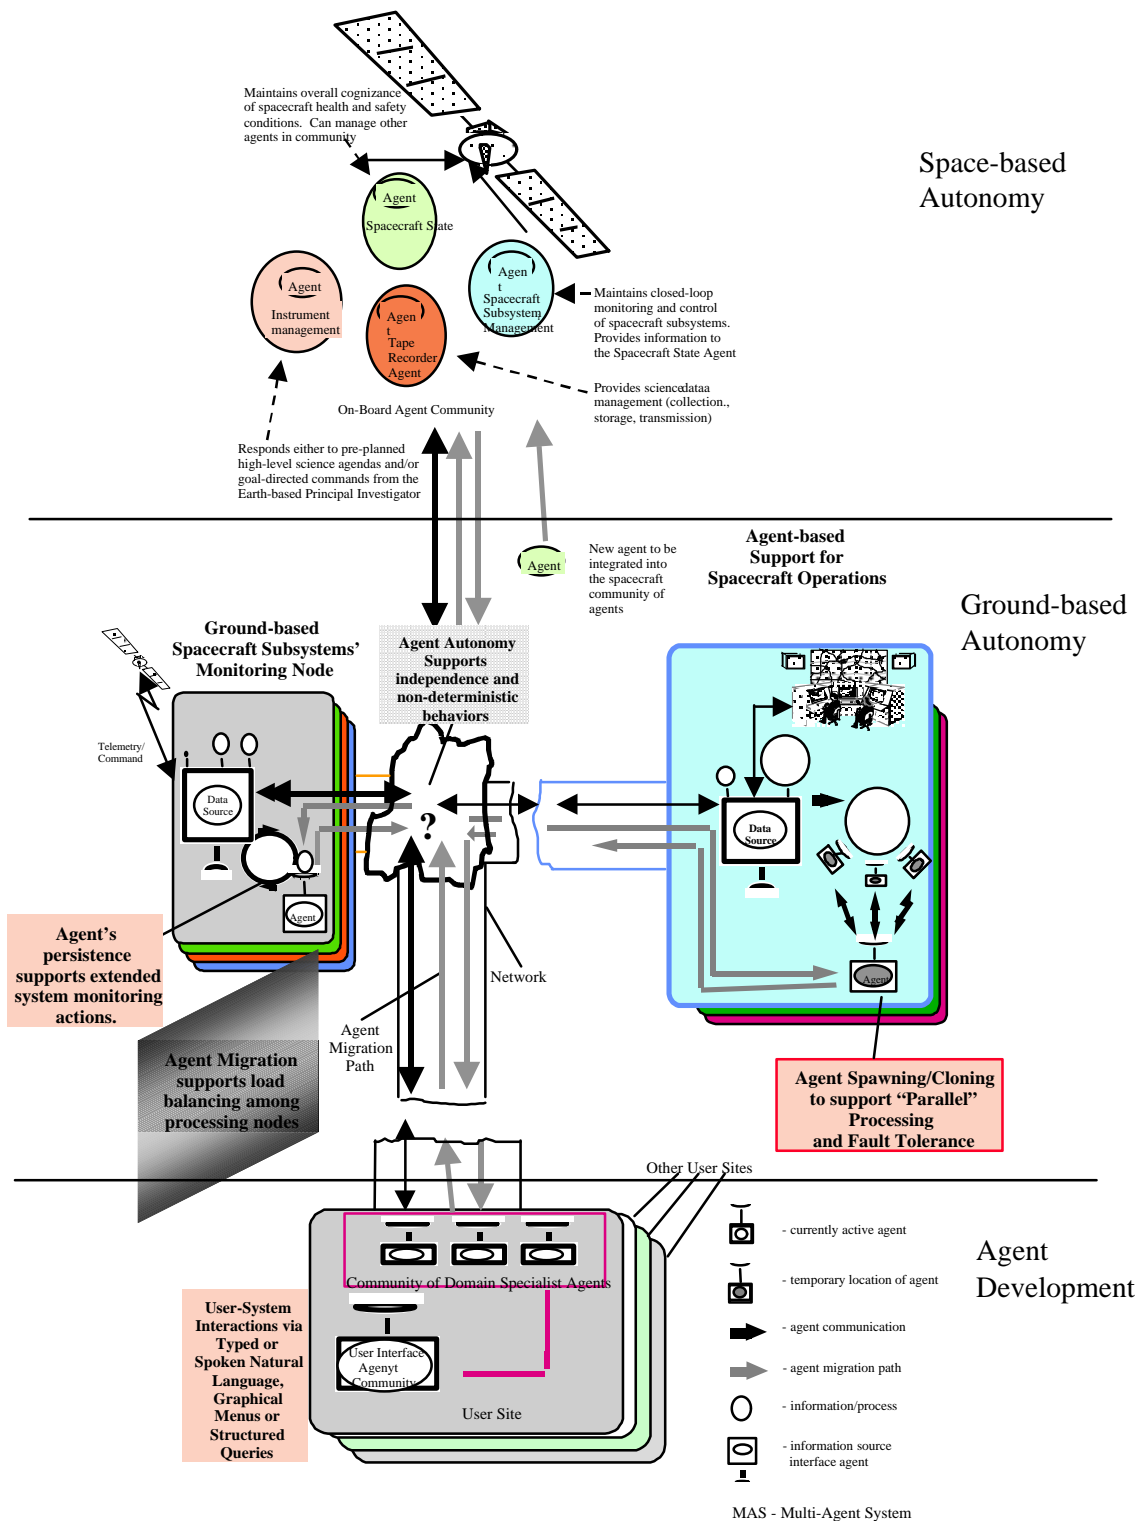 Maintains overall cognizance
of spacecraft health and safety
conditions.  Can manage other
agents in community
Space-based
Autonomy
Agent
Spacecraft State
Agent
Instrument
management
Agen
t
Tape
Recorder
Agent
Agen
t
Spacecraft
Subsystem
Management
Maintains closed-loop
monitoring and control
of spacecraft subsystems.
Provides information to
the Spacecraft State Agent
Provides science dataa
management (collection.,
storage, transmission)
On-Board Agent Community
Responds either to pre-planned
high-level science agendas and/or
goal-directed commands from the
Earth-based Principal Investigator
Agent
New agent to be
integrated into
the spacecraft
community of
agents
Agent-based
Support for
Spacecraft Operations
Ground-based
Autonomy
Ground-based
Spacecraft Subsystems’
Monitoring Node
Agent Autonomy
Supports
independence and
non-deterministic
behaviors
Telemetry/
Command
Data
Source
?
Data
Source
Agent
Agent
Agent’s
persistence
supports extended
system monitoring
actions.
Network
Agent
Migration
Path
Agent Migration
supports load
balancing among
processing nodes
Agent Spawning/Cloning
to support “Parallel”
Processing
and Fault Tolerance
Other User Sites
Community of Domain Specialist Agents
User-System
Interactions via
Typed or
Spoken Natural
Language,
Graphical
Menus or
Structured
Queries
User Interface
Agenyt
Community
User Site
- currently active agent
- temporary location of agent
- agent communication
- agent migration path
- information/process
- information source
interface agent
Agent
Development
MAS - Multi-Agent System